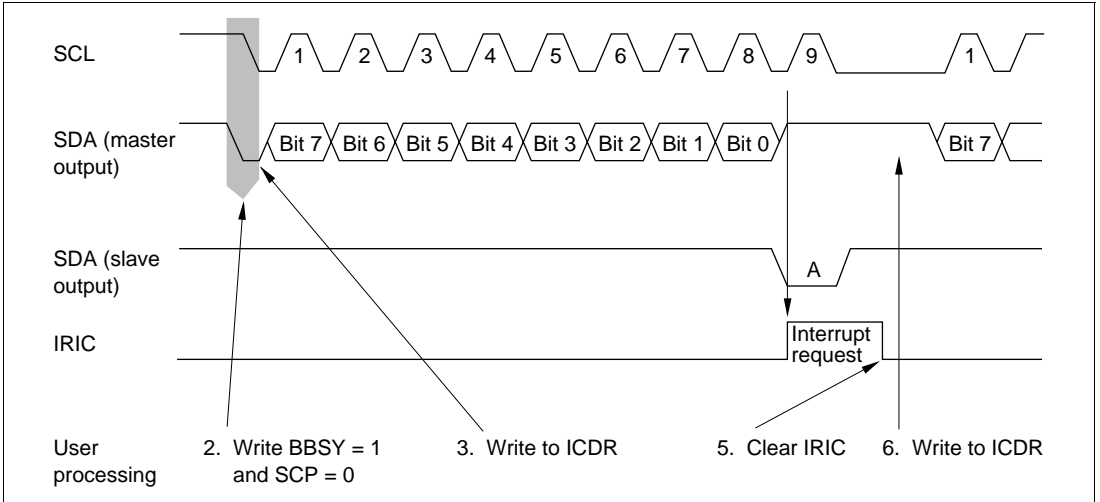 SCL
1 2 3 4 5 6 7 8 9 1
SDA (master
output)
Bit 7 Bit 6 Bit 5 Bit 4 Bit 3 Bit 2 Bit 1 Bit 0 Bit 7
SDA (slave
output)
A
IRIC
Interrupt
request
User
processing
2. Write BBSY = 1
and SCP = 0
3. Write to ICDR
5. Clear IRIC
6. Write to ICDR